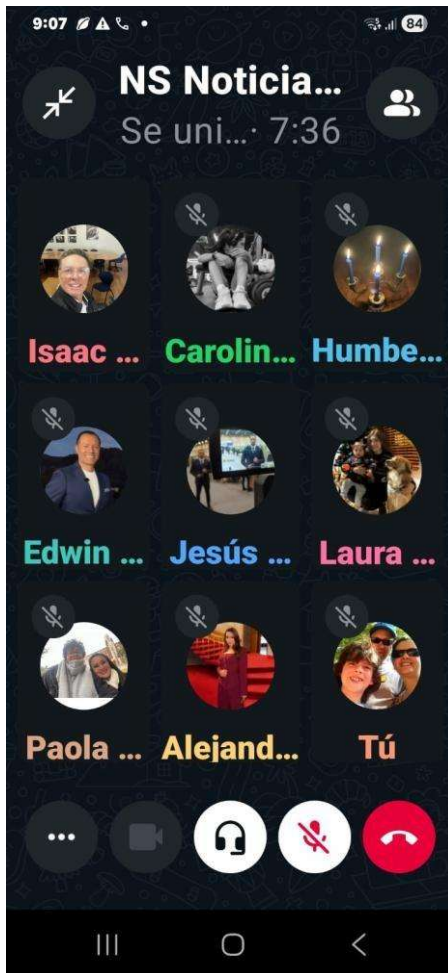 9:07 84
NS Noticia...
Se uni...· 7:36
Isaac ... Carolin... Humbe...
Edwin ... Jesús ... Laura ...
Paola ... Alejand... Tú